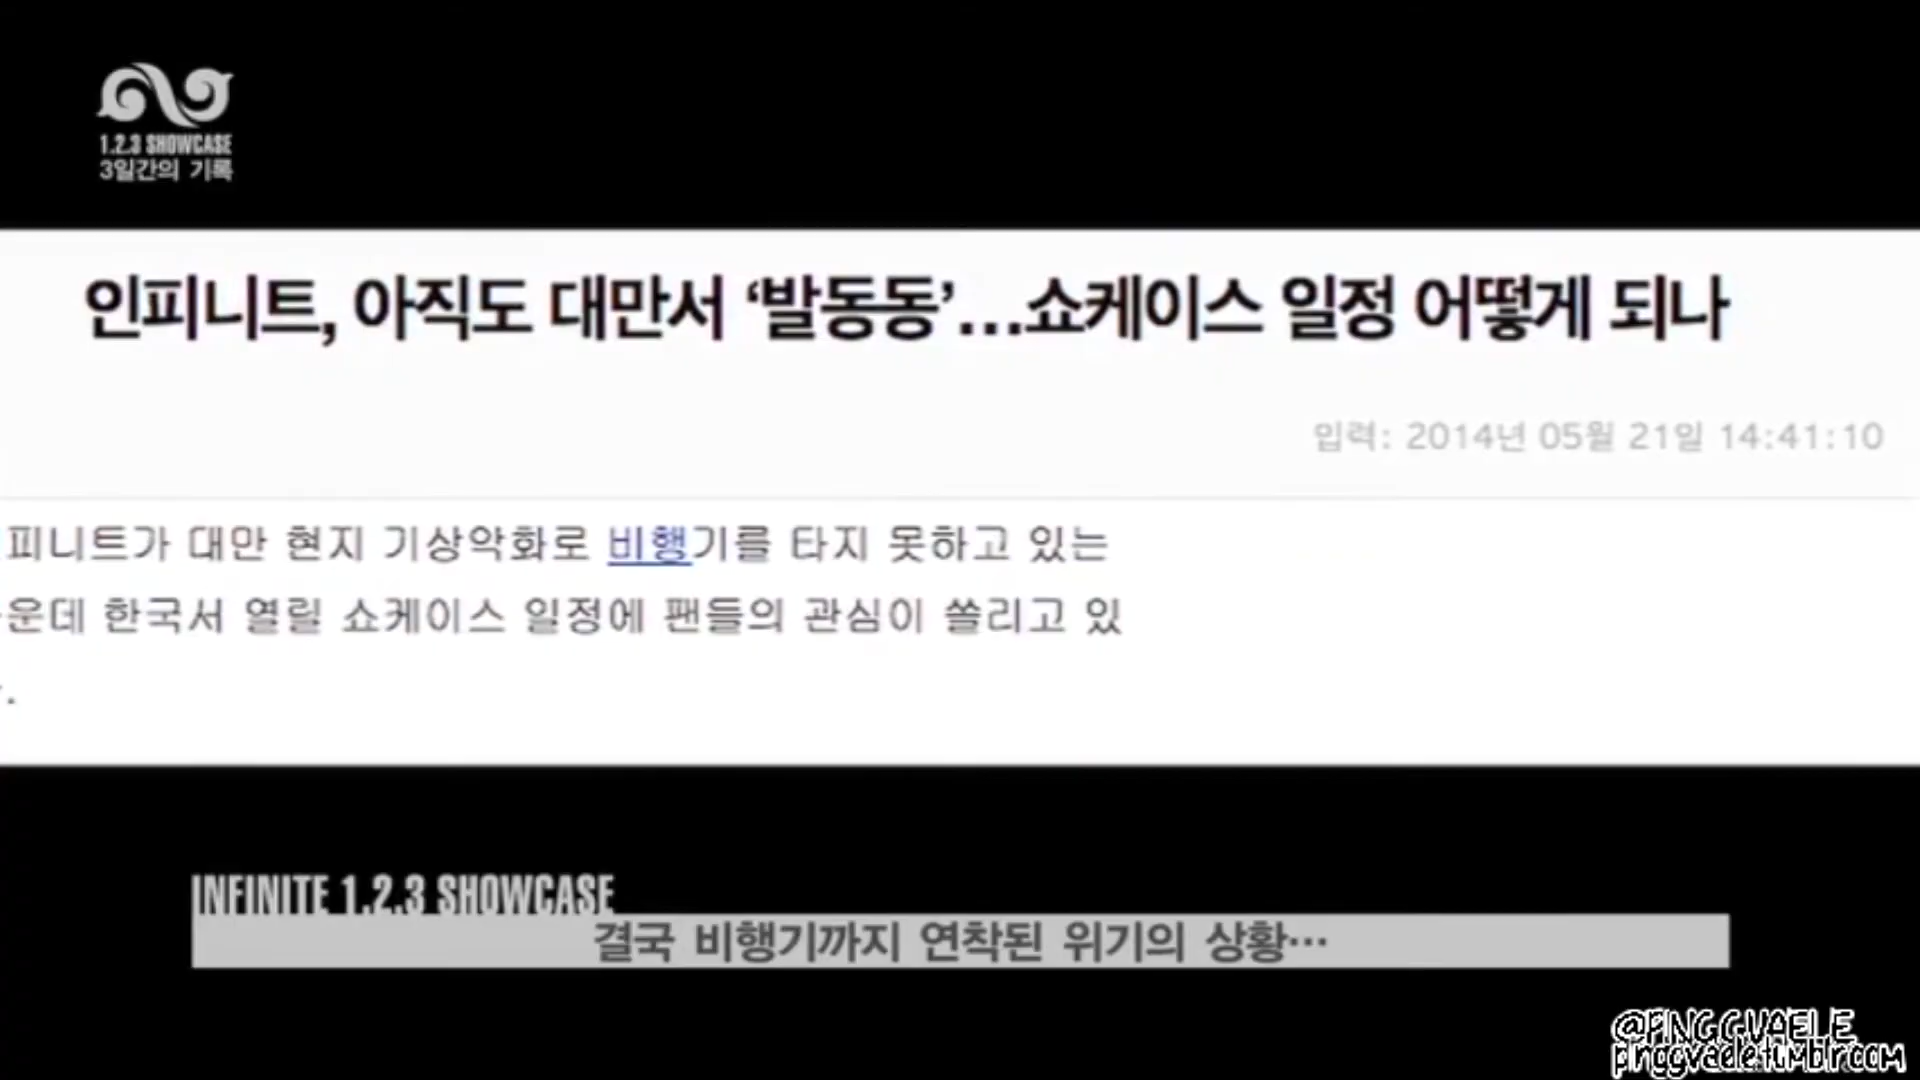 1.2.3 SHOWCASE
3일간의 기록
인피니트, 아직도 대만서 ‘발동동’...쇼케이스 일정 어떻게 되나
입력: 2014년 05월 21일 14:41:10
피니트가 대만 현지 기상악화로 비행기를 타지 못하고 있는
운데 한국서 열릴 쇼케이스 일정에 팬들의 관심이 쏠리고 있
.
INFINITE 1.2.3 SHOWCASE
결국 비행기까지 연착된 위기의 상황…
@PINGGVAELE